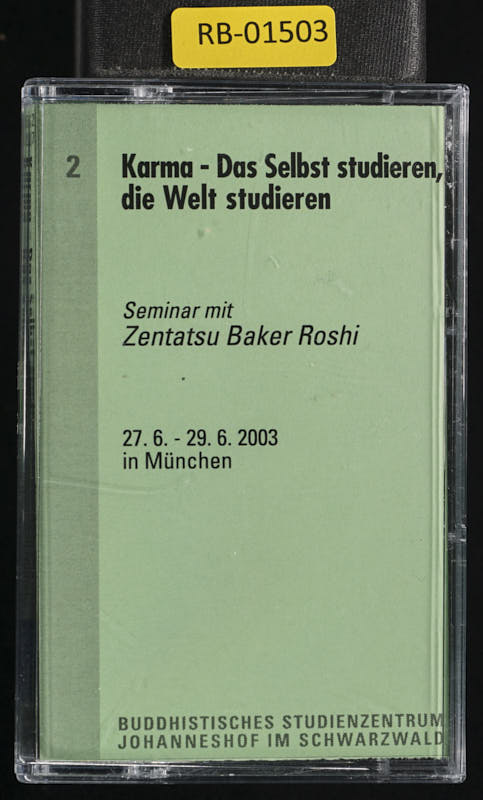 RB-01503
2
Karma - Das Selbst studieren,
die Welt studieren
Seminar mit
Zentatsu Baker Roshi
27. 6. - 29. 6. 2003
in München
BUDDHISTISCHES STUDIENZENTRUM
JOHANNESHOF IM SCHWARZWALD